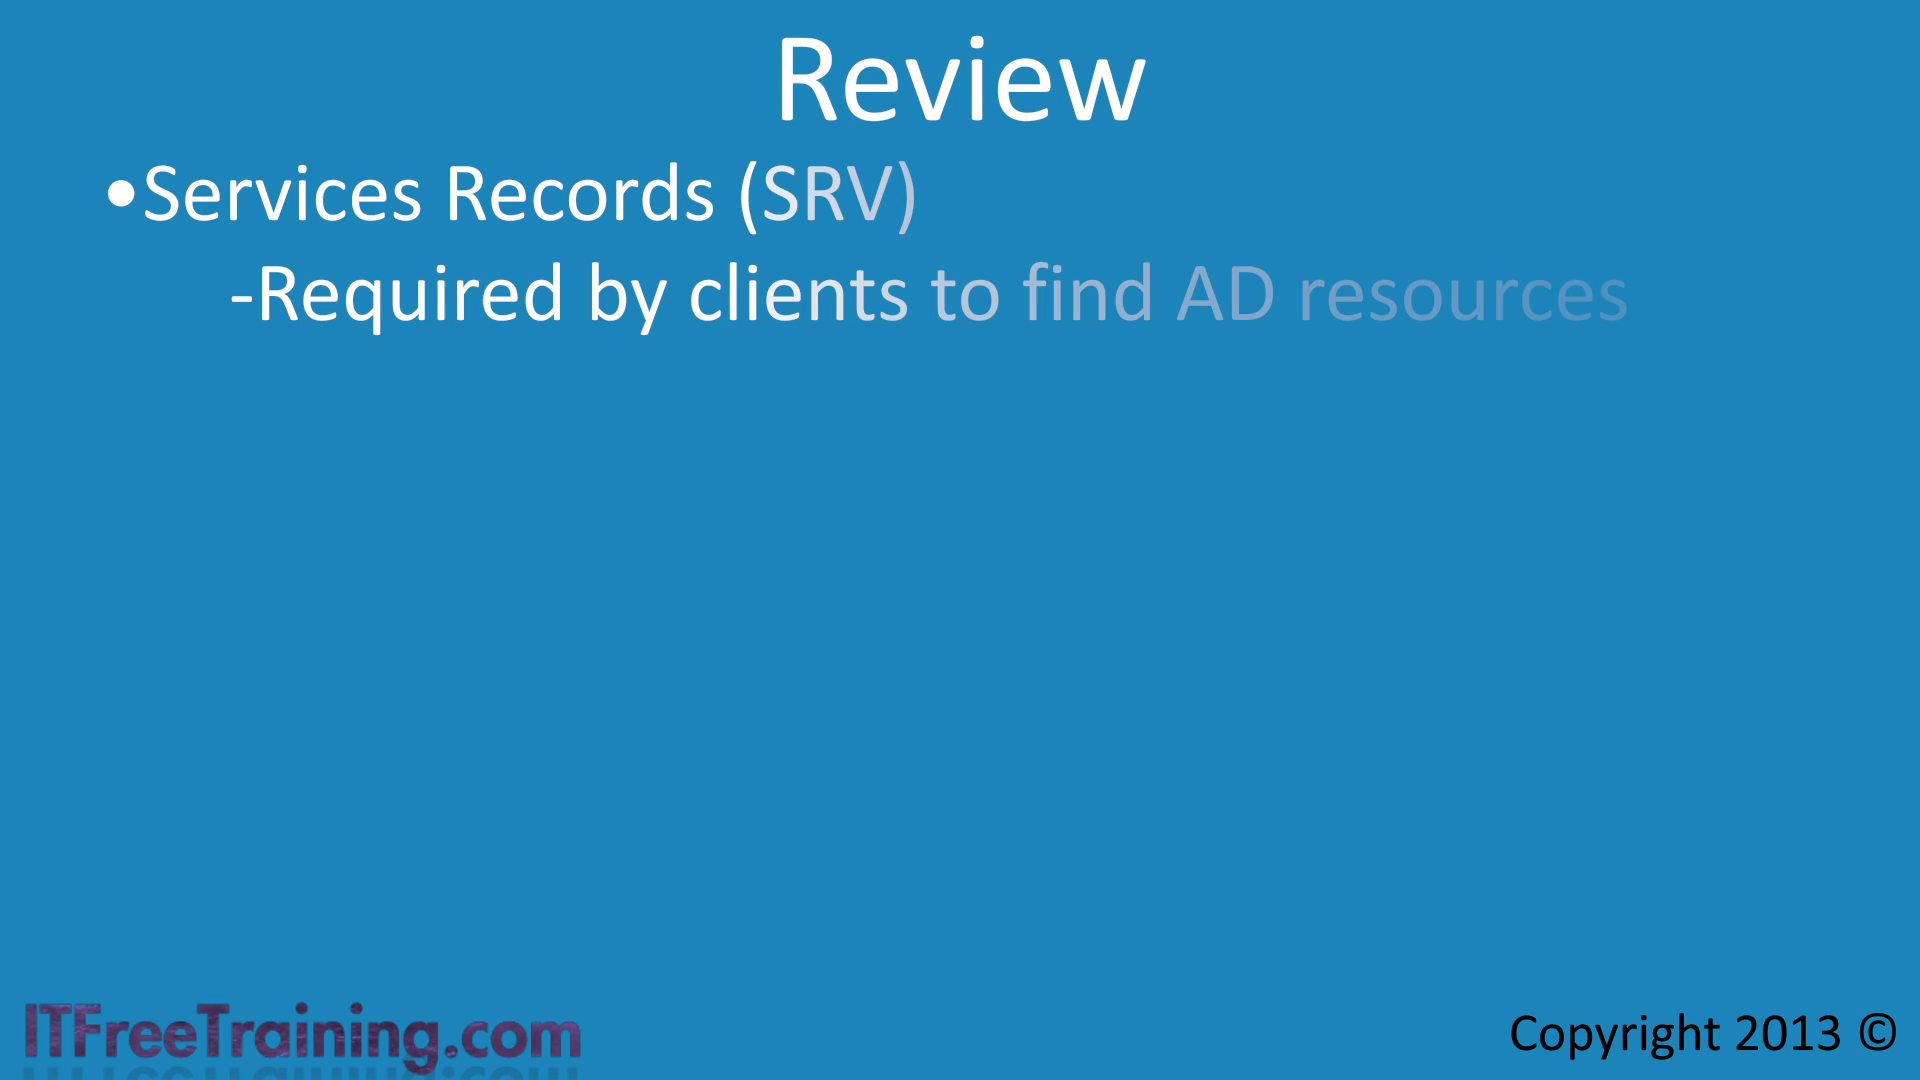 Review
•Services Records (SRV)
-Required by clients to find AD resources
ITFreeTraining.com
Copyright 2013 ©